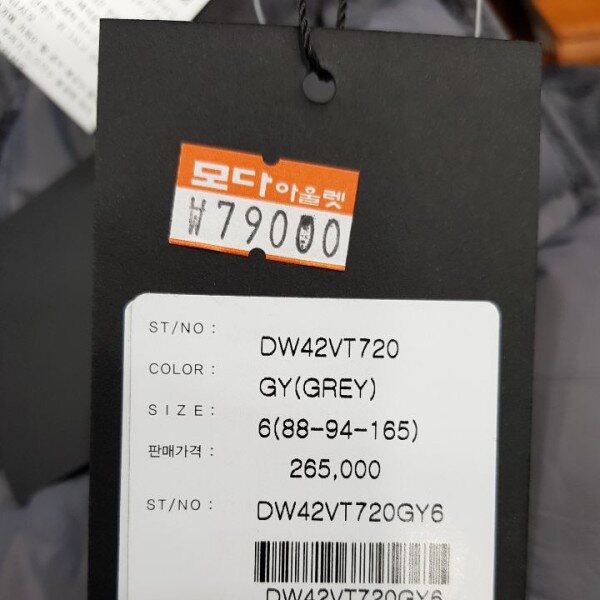 모다아울렛
₩79000
ST/NO : DW42VT720
COLOR : GY(GREY)
SIZE : 6(88-94-165)
판매가격 : 265,000
ST/NO : DW42VT720GY6
DW42VT720GY6